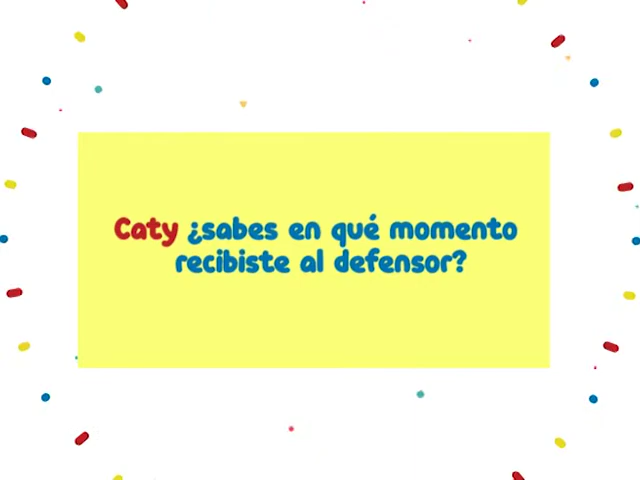 Caty ¿sabes en qué momento
recibiste al defensor?